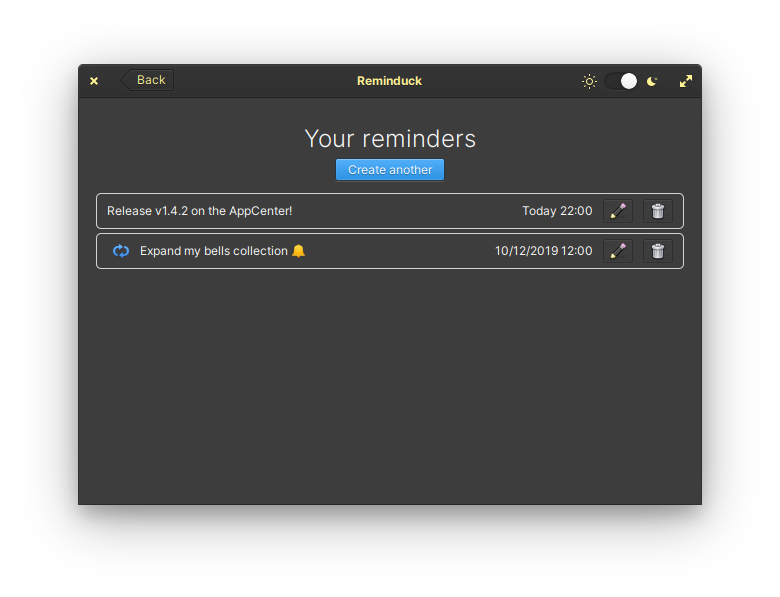 Back
Reminduck
Your reminders
Create another
Release v1.4.2 on the AppCenter! Today 22:00
Expand my bells collection 🔔 10/12/2019 12:00